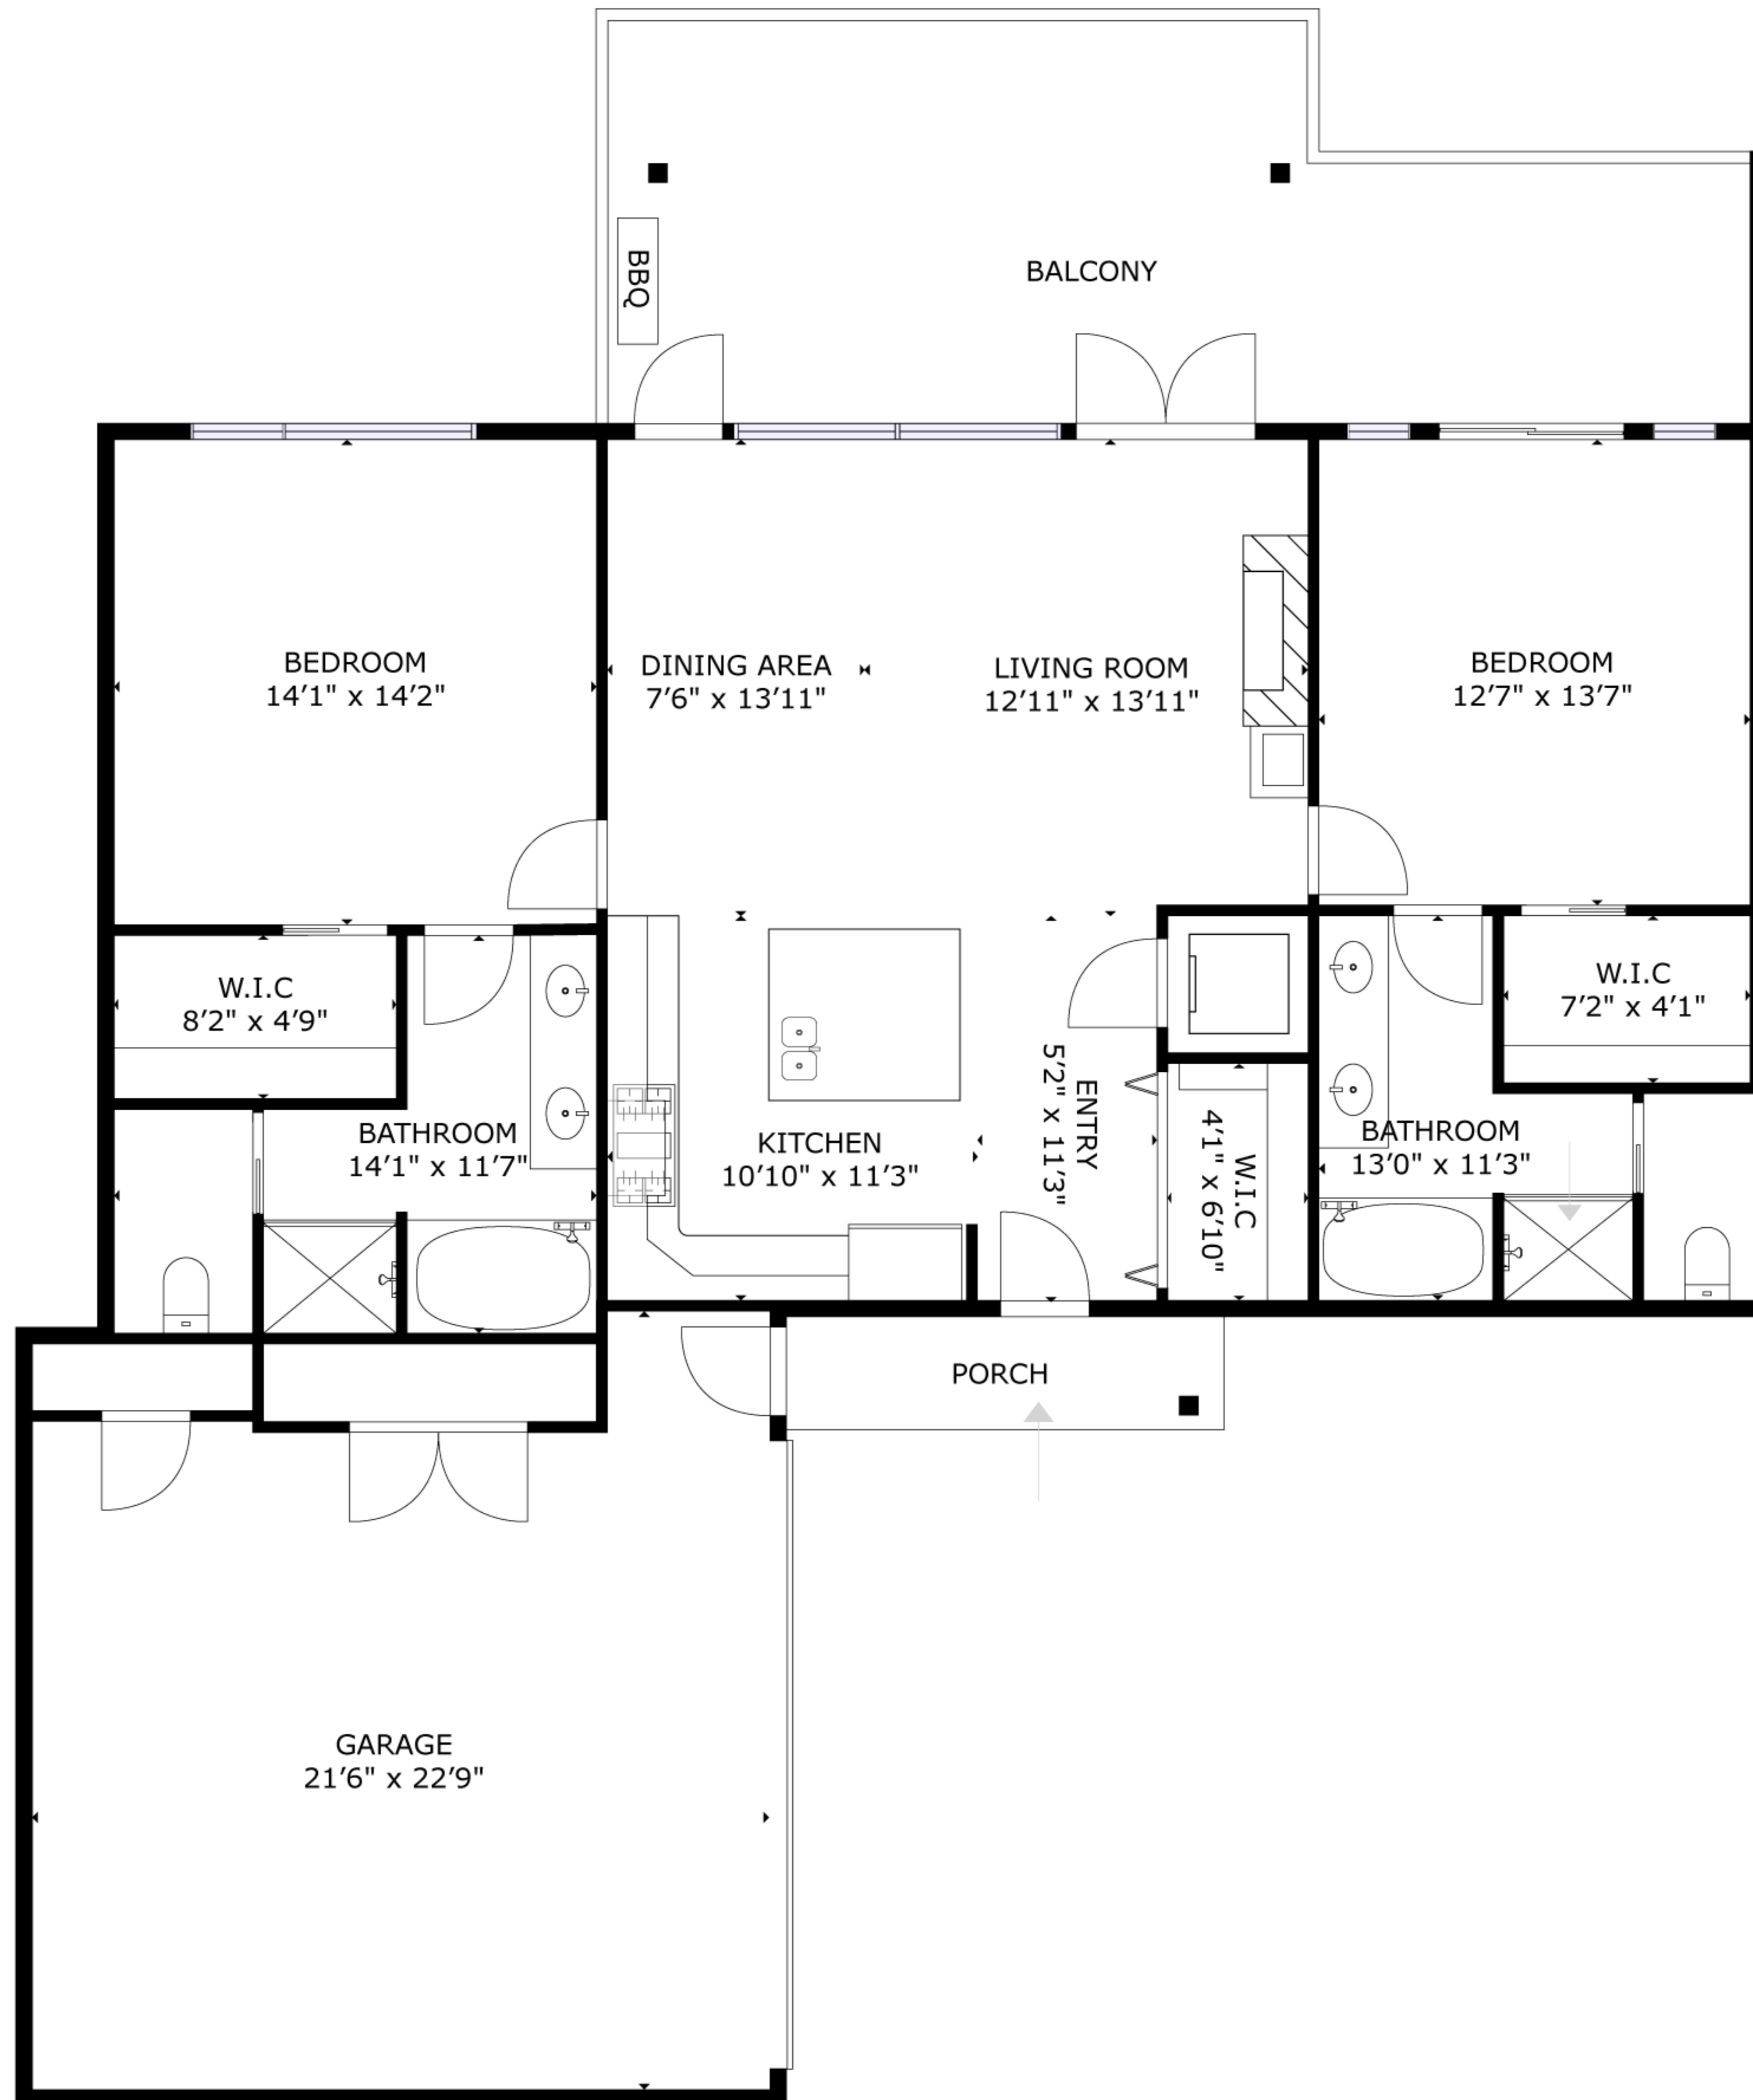 BBQ
BALCONY
BEDROOM
14'1" x 14'2"
DINING AREA
7'6" x 13'11"
LIVING ROOM
12'11" x 13'11"
BEDROOM
12'7" x 13'7"
W.I.C
8'2" x 4'9"
W.I.C
7'2" x 4'1"
BATHROOM
14'1" x 11'7"
KITCHEN
10'10" x 11'3"
ENTRY
5'2" x 11'3"
W.I.C
4'1" x 6'10"
BATHROOM
13'0" x 11'3"
PORCH
GARAGE
21'6" x 22'9"